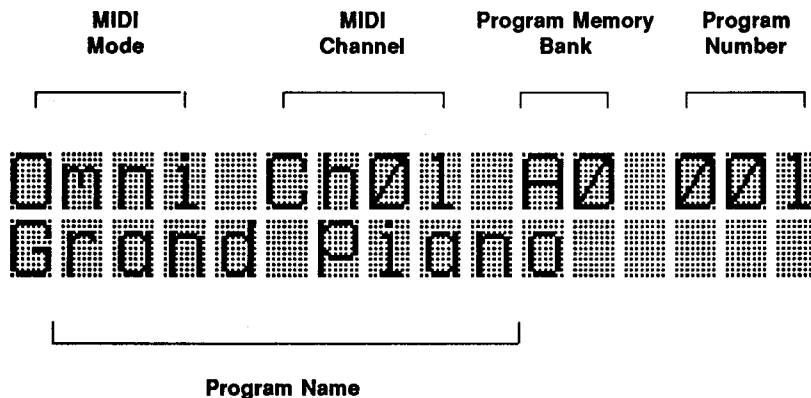 MIDI Mode
MIDI Channel
Program Memory Bank
Program Number
Omni Ch01 A0 001
Grand Piano
Program Name